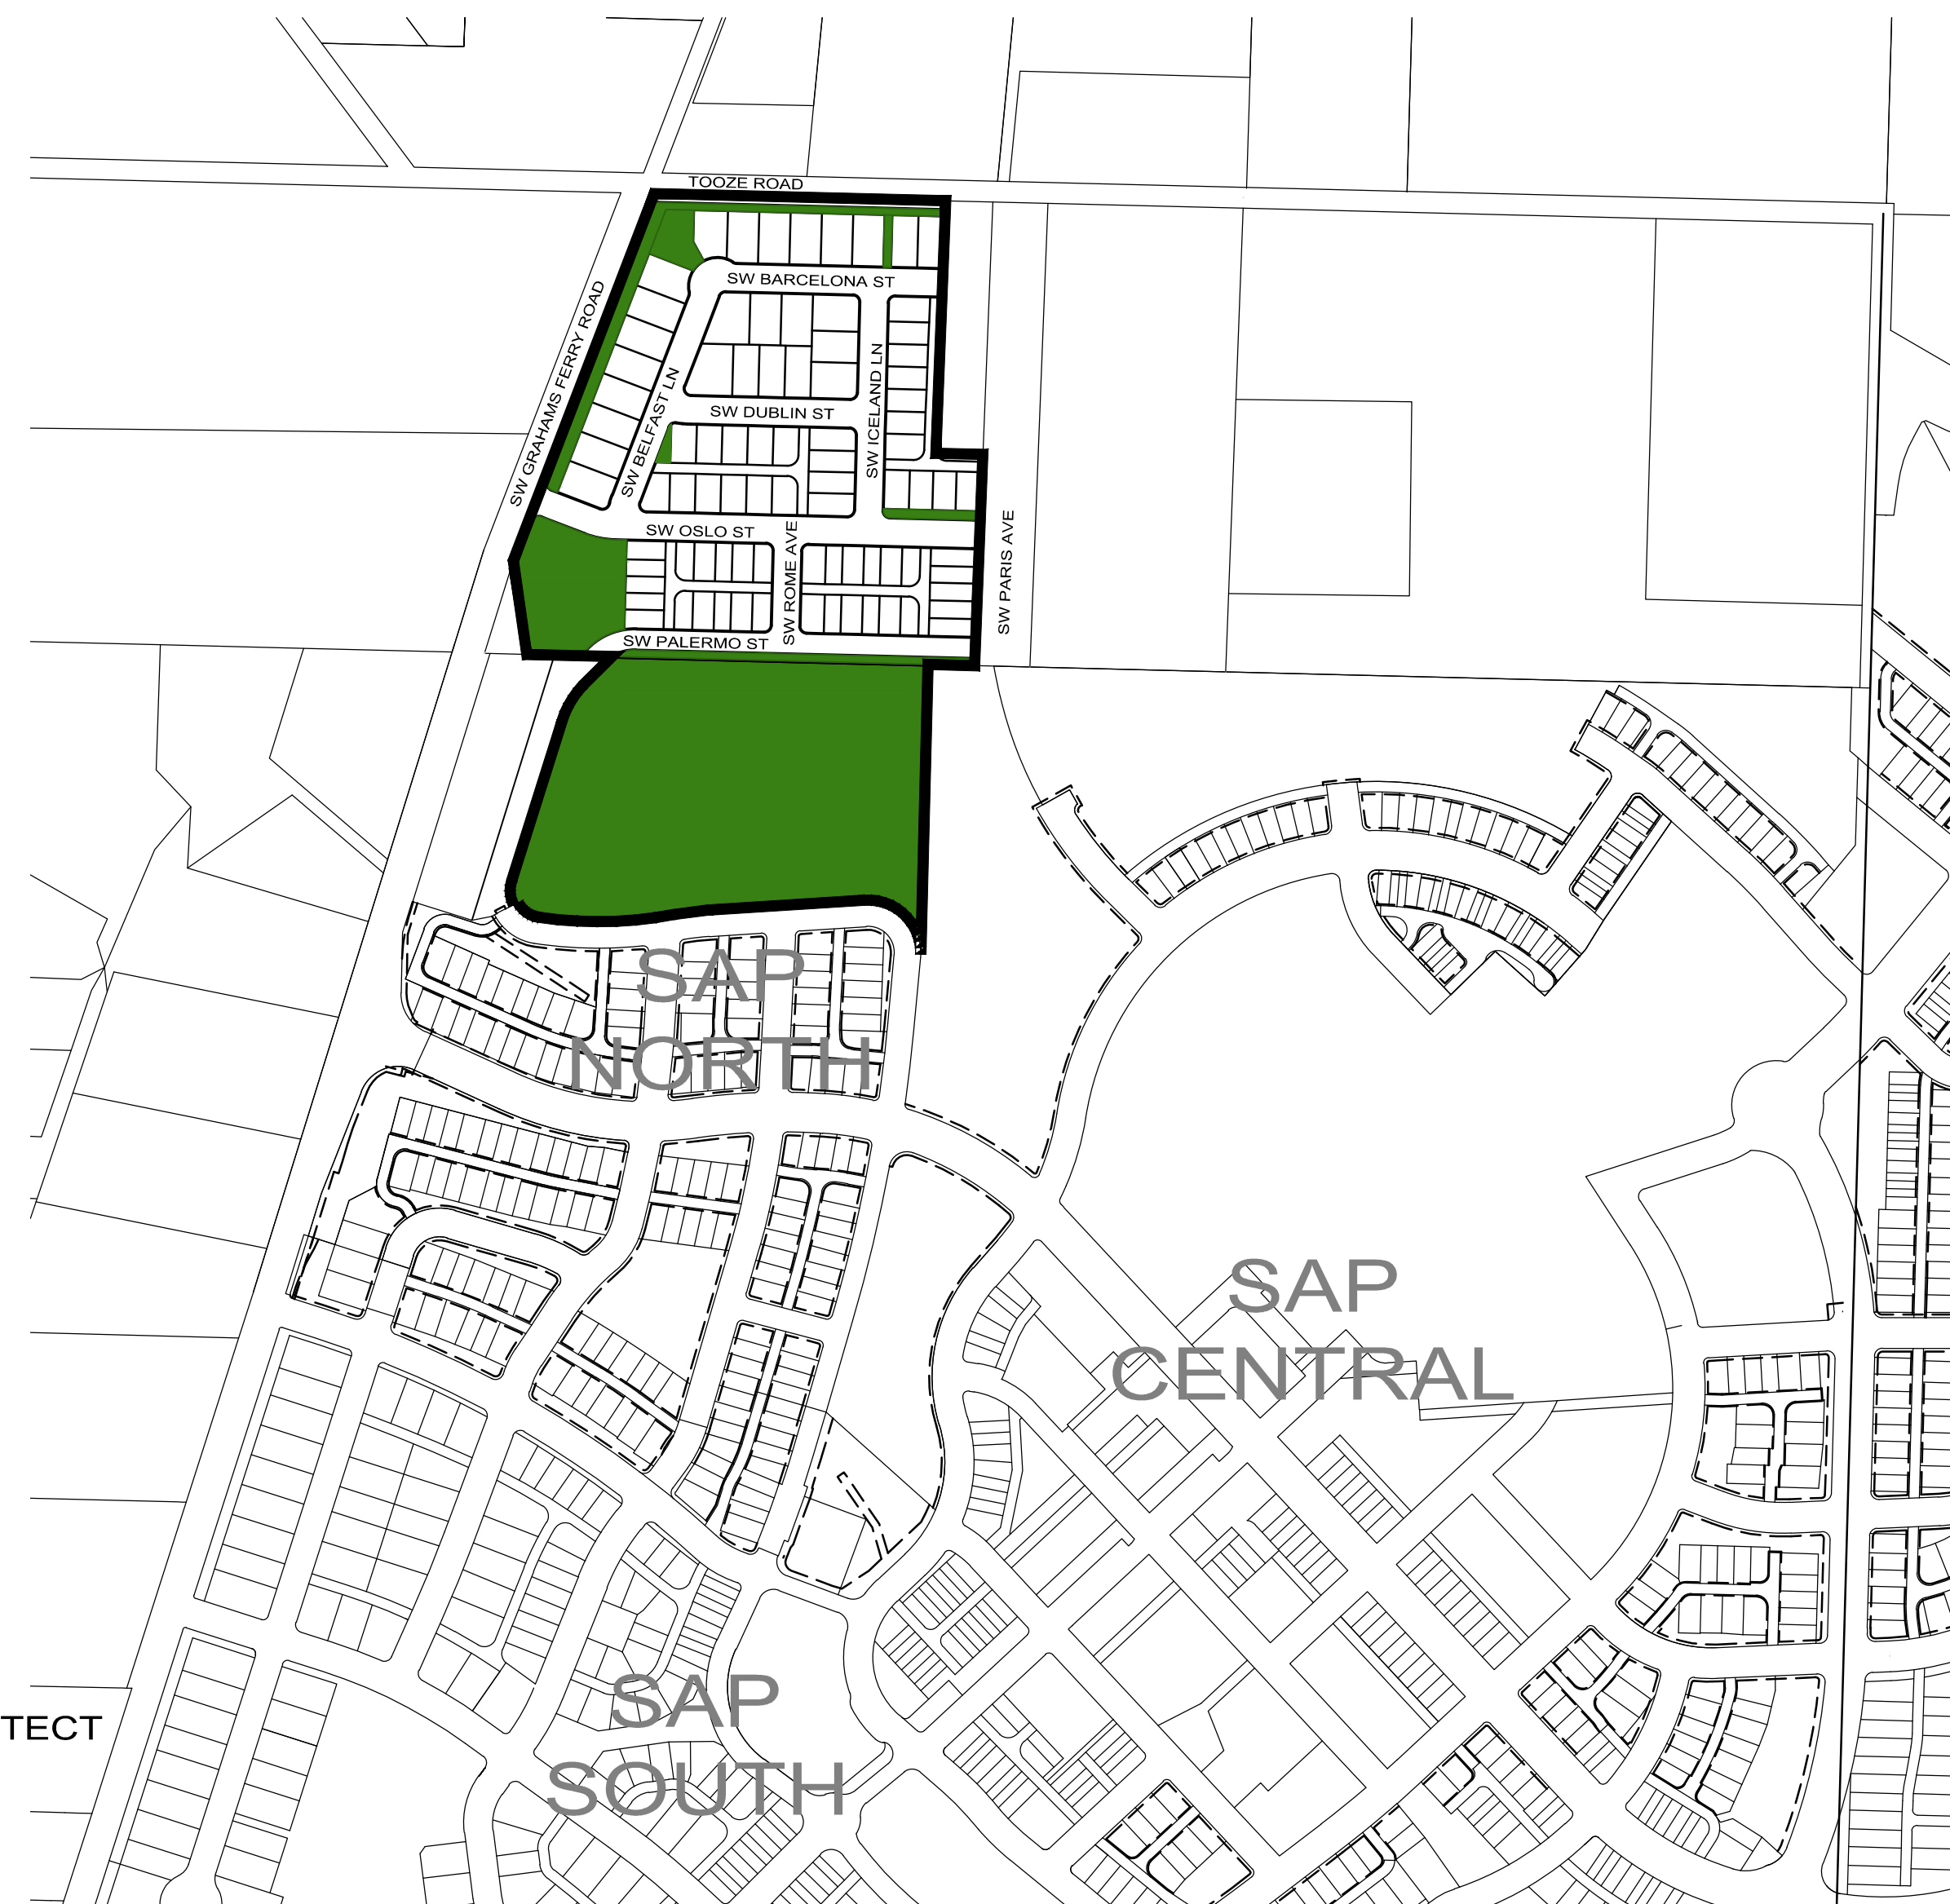 TOOZE ROAD
SW BARCELONA ST
SW GRAHAMS FERRY ROAD
SW BELFAST LN
SW ICELAND LN
SW DUBLIN ST
SW OSLO ST
SW ROME AVE
SW PARIS AVE
SW PALERMO ST
SAP
NORTH
SAP
CENTRAL
SAP
SOUTH
TECT